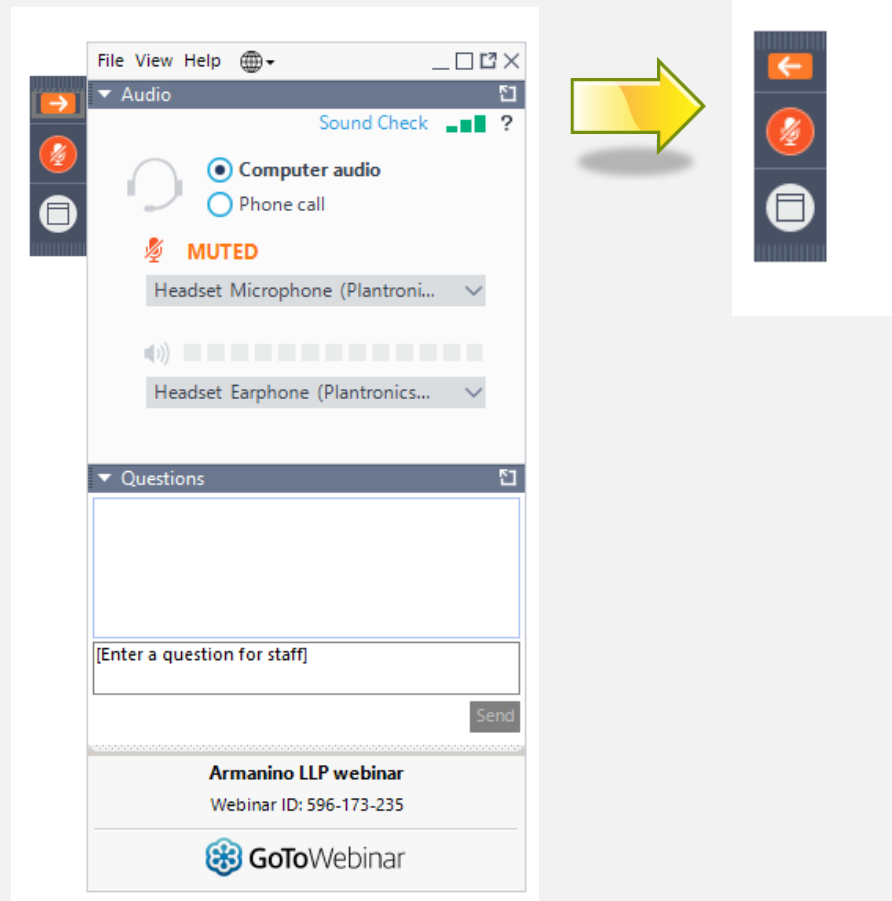 File View Help
Audio
Sound Check ?
Computer audio
Phone call
MUTED
Headset Microphone (Plantroni...
Headset Earphone (Plantronics...
Questions
[Enter a question for staff]
Send
Armanino LLP webinar
Webinar ID: 596-173-235
GoToWebinar